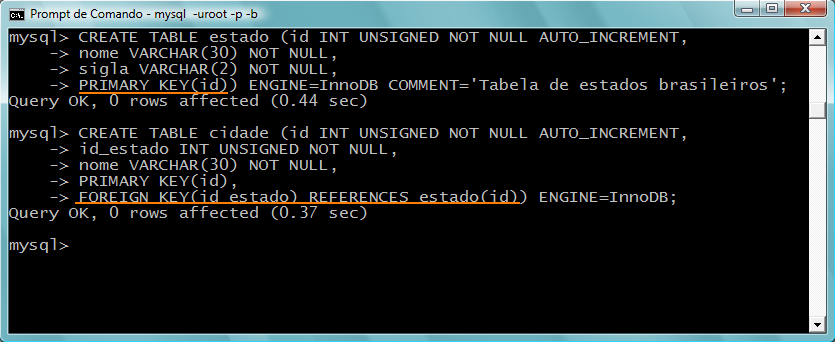 Prompt de Comando - mysql -uroot -p -b
mysql> CREATE TABLE estado (id INT UNSIGNED NOT NULL AUTO_INCREMENT,
    -> nome VARCHAR(30) NOT NULL,
    -> sigla VARCHAR(2) NOT NULL,
    -> PRIMARY KEY(id)) ENGINE=InnoDB COMMENT='Tabela de estados brasileiros';
Query OK, 0 rows affected (0.44 sec)
mysql> CREATE TABLE cidade (id INT UNSIGNED NOT NULL AUTO_INCREMENT,
    -> id_estado INT UNSIGNED NOT NULL,
    -> nome VARCHAR(30) NOT NULL,
    -> PRIMARY KEY(id),
    -> FOREIGN KEY(id_estado) REFERENCES estado(id)) ENGINE=InnoDB;
Query OK, 0 rows affected (0.37 sec)
mysql>